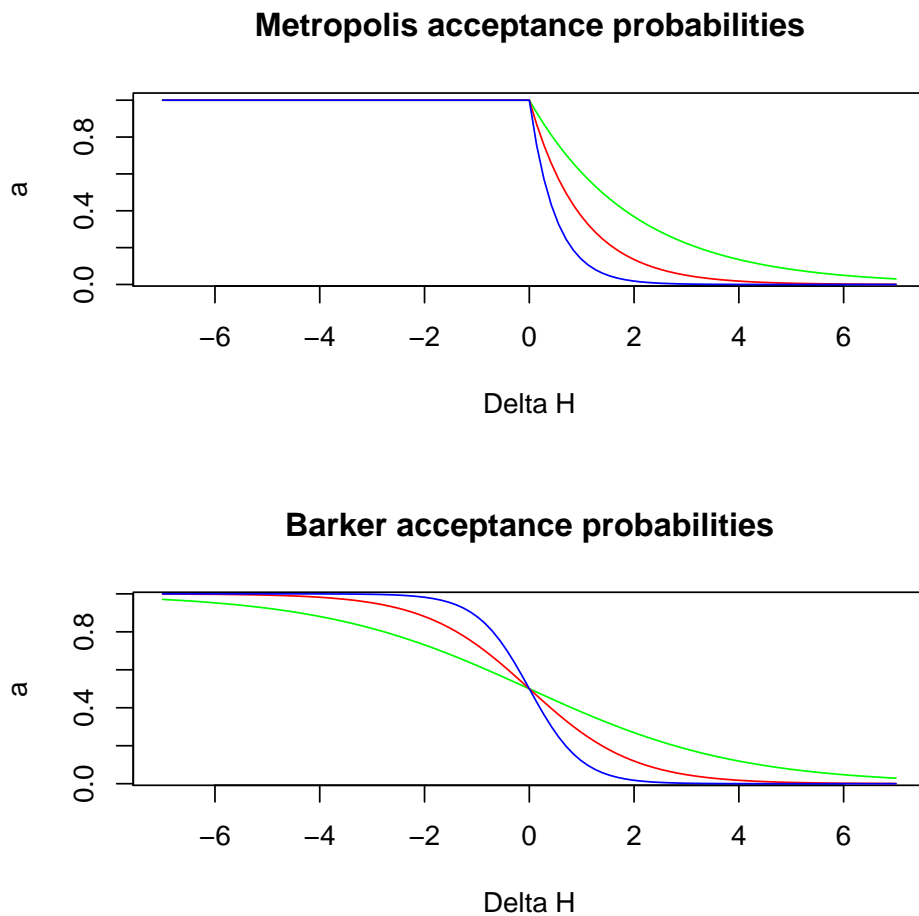 Metropolis acceptance probabilities
a
0.0 0.4 0.8
−6 −4 −2 0 2 4 6
Delta H
Barker acceptance probabilities
a
0.0 0.4 0.8
−6 −4 −2 0 2 4 6
Delta H